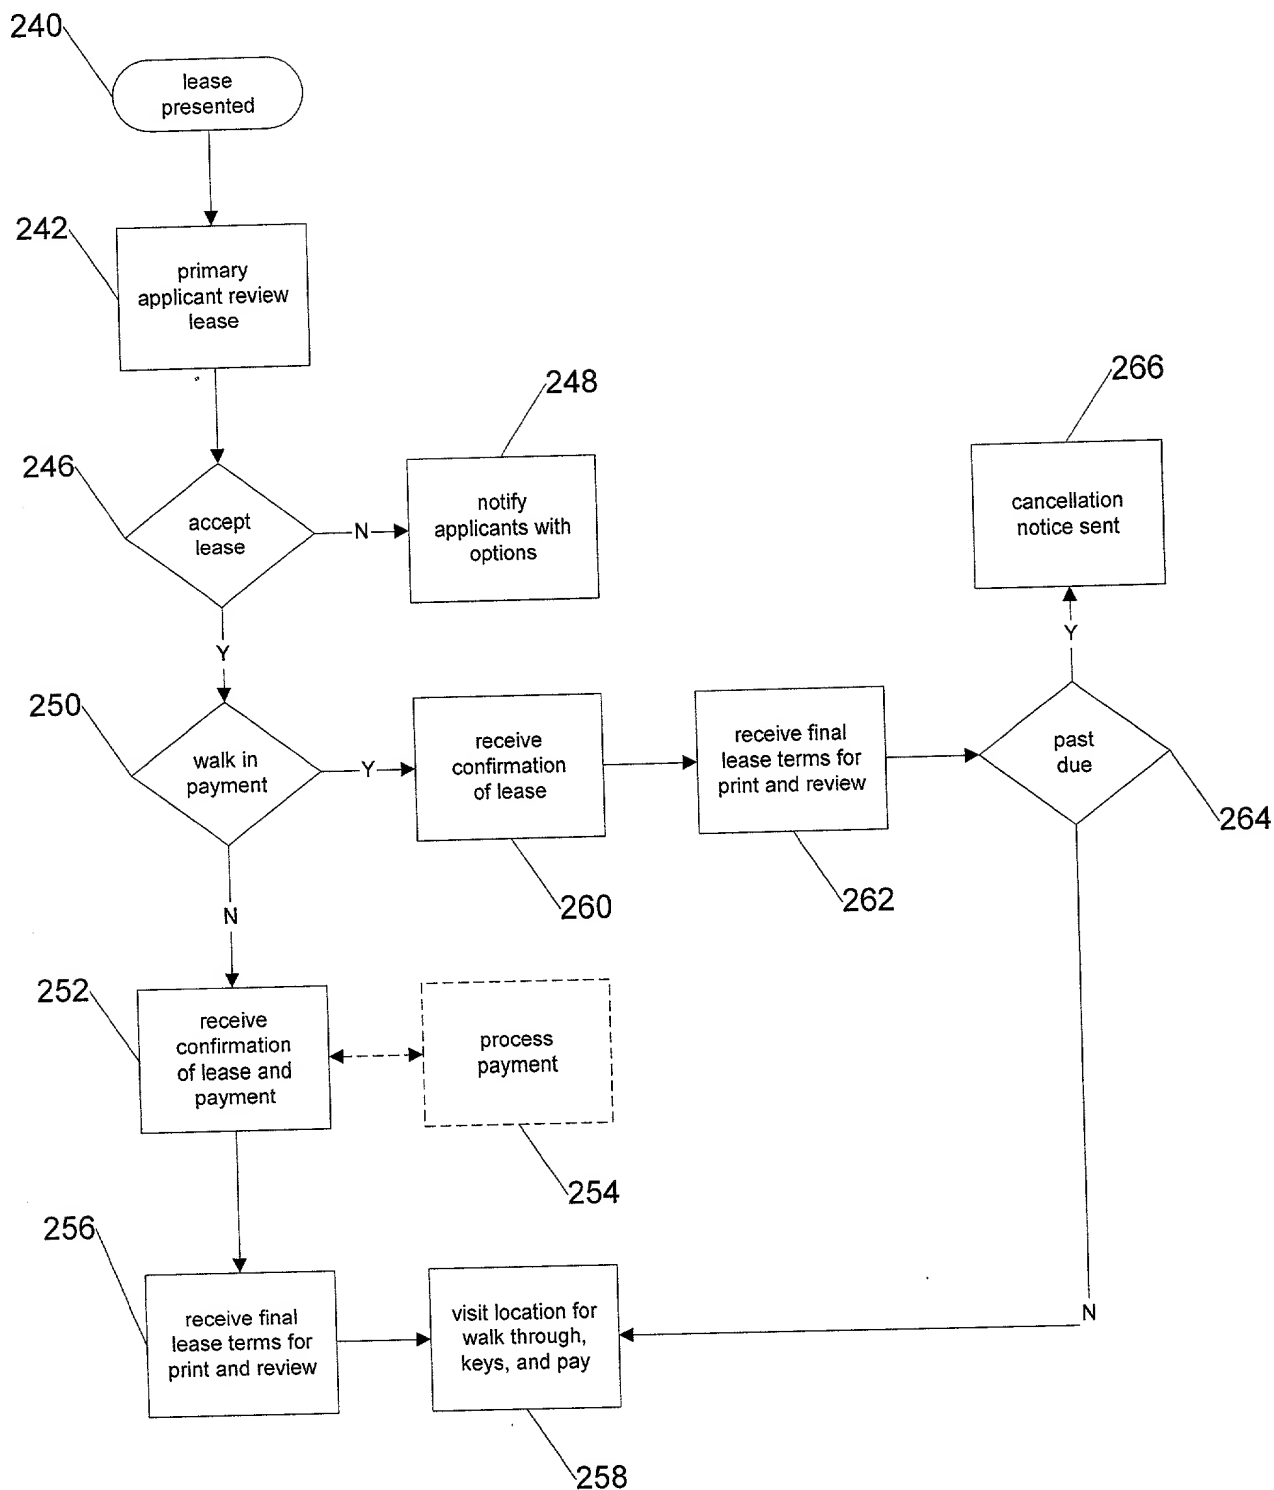 240
lease
presented
242
primary
applicant review
lease
248
266
246
accept
lease
N
notify
applicants with
options
cancellation
notice sent
Y
Y
250
walk in
payment
Y
receive
confirmation
of lease
receive final
lease terms for
print and review
past
due
264
260
262
N
252
receive
confirmation
of lease and
payment
process
payment
254
256
receive final
lease terms for
print and review
visit location for
walk through,
keys, and pay
N
258